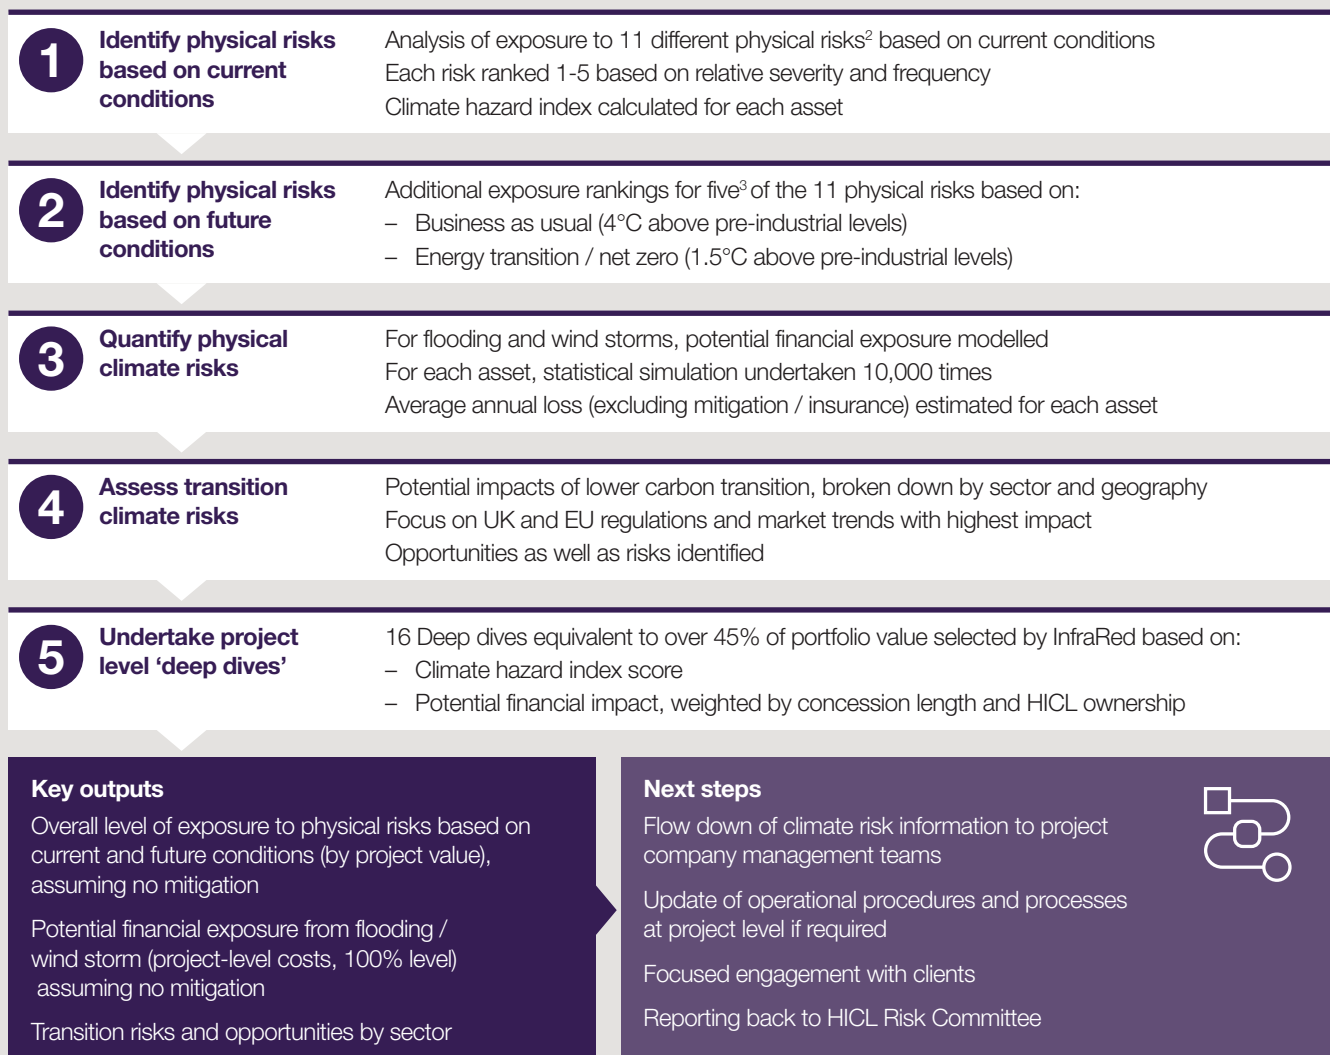 1
Identify physical risks
based on current
conditions
Analysis of exposure to 11 different physical risks² based on current conditions
Each risk ranked 1-5 based on relative severity and frequency
Climate hazard index calculated for each asset
2
Identify physical risks
based on future
conditions
Additional exposure rankings for five³ of the 11 physical risks based on:
– Business as usual (4°C above pre-industrial levels)
– Energy transition / net zero (1.5°C above pre-industrial levels)
3
Quantify physical
climate risks
For flooding and wind storms, potential financial exposure modelled
For each asset, statistical simulation undertaken 10,000 times
Average annual loss (excluding mitigation / insurance) estimated for each asset
4
Assess transition
climate risks
Potential impacts of lower carbon transition, broken down by sector and geography
Focus on UK and EU regulations and market trends with highest impact
Opportunities as well as risks identified
5
Undertake project
level ‘deep dives’
16 Deep dives equivalent to over 45% of portfolio value selected by InfraRed based on:
– Climate hazard index score
– Potential financial impact, weighted by concession length and HICL ownership
Key outputs
Overall level of exposure to physical risks based on
current and future conditions (by project value),
assuming no mitigation
Potential financial exposure from flooding /
wind storm (project-level costs, 100% level)
assuming no mitigation
Transition risks and opportunities by sector
Next steps
Flow down of climate risk information to project
company management teams
Update of operational procedures and processes
at project level if required
Focused engagement with clients
Reporting back to HICL Risk Committee